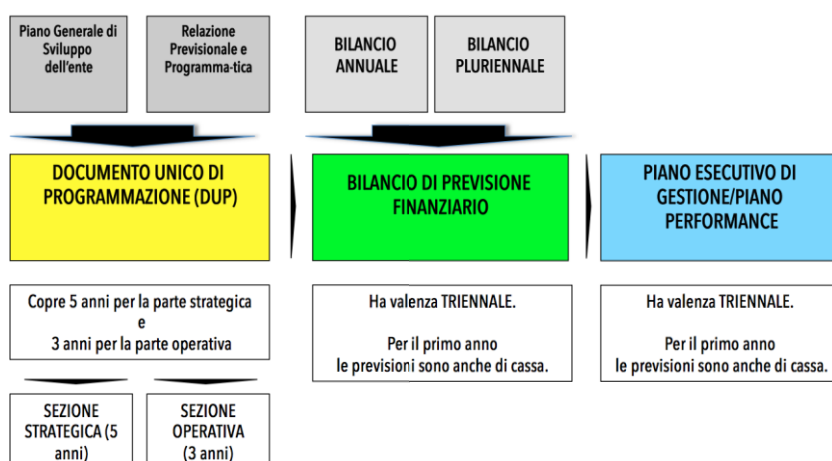 Piano Generale di
Sviluppo
dell'ente
Relazione
Previsionale e
Programma-tica
BILANCIO
ANNUALE
BILANCIO
PLURIENNALE
DOCUMENTO UNICO DI
PROGRAMMAZIONE (DUP)
BILANCIO DI PREVISIONE
FINANZIARIO
PIANO ESECUTIVO DI
GESTIONE/PIANO
PERFORMANCE
Copre 5 anni per la parte strategica
e
3 anni per la parte operativa
Ha valenza TRIENNALE.
Per il primo anno
le previsioni sono anche di cassa.
Ha valenza TRIENNALE.
Per il primo anno
le previsioni sono anche di cassa.
SEZIONE
STRATEGICA (5
anni)
SEZIONE
OPERATIVA
(3 anni)